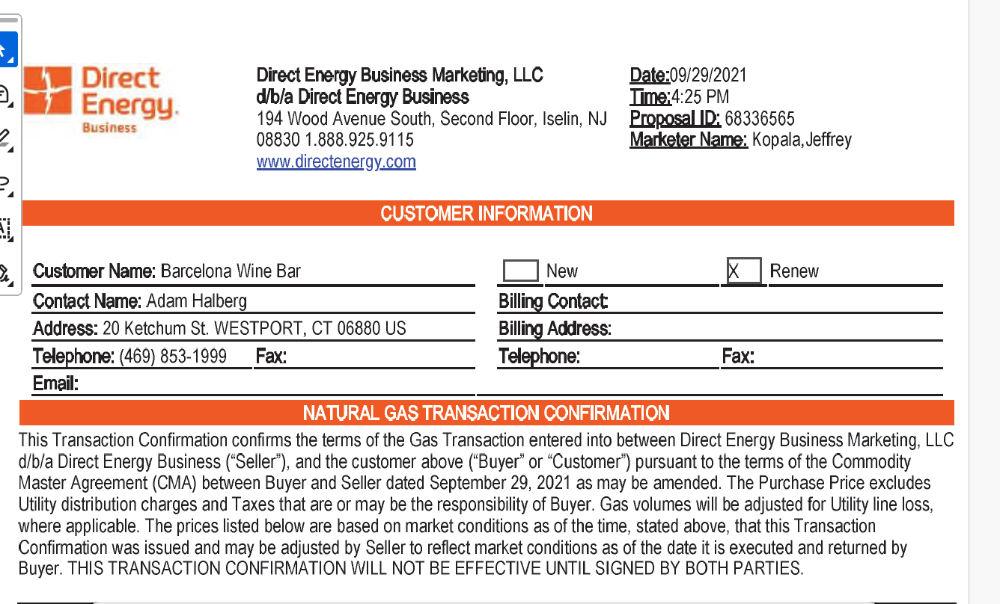 Direct
Energy.
Business
Direct Energy Business Marketing, LLC
d/b/a Direct Energy Business
194 Wood Avenue South, Second Floor, Iselin, NJ
08830 1.888.925.9115
www.directenergy.com
Date:09/29/2021
Time:4:25 PM
Proposal ID: 68336565
Marketer Name: Kopala,Jeffrey
CUSTOMER INFORMATION
Customer Name: Barcelona Wine Bar
New
X Renew
Contact Name: Adam Halberg
Billing Contact:
Address: 20 Ketchum St. WESTPORT, CT 06880 US
Billing Address:
Telephone: (469) 853-1999 Fax:
Telephone: Fax:
Email:
NATURAL GAS TRANSACTION CONFIRMATION
This Transaction Confirmation confirms the terms of the Gas Transaction entered into between Direct Energy Business Marketing, LLC
d/b/a Direct Energy Business (“Seller”), and the customer above (“Buyer” or “Customer”) pursuant to the terms of the Commodity
Master Agreement (CMA) between Buyer and Seller dated September 29, 2021 as may be amended. The Purchase Price excludes
Utility distribution charges and Taxes that are or may be the responsibility of Buyer. Gas volumes will be adjusted for Utility line loss,
where applicable. The prices listed below are based on market conditions as of the time, stated above, that this Transaction
Confirmation was issued and may be adjusted by Seller to reflect market conditions as of the date it is executed and returned by
Buyer. THIS TRANSACTION CONFIRMATION WILL NOT BE EFFECTIVE UNTIL SIGNED BY BOTH PARTIES.